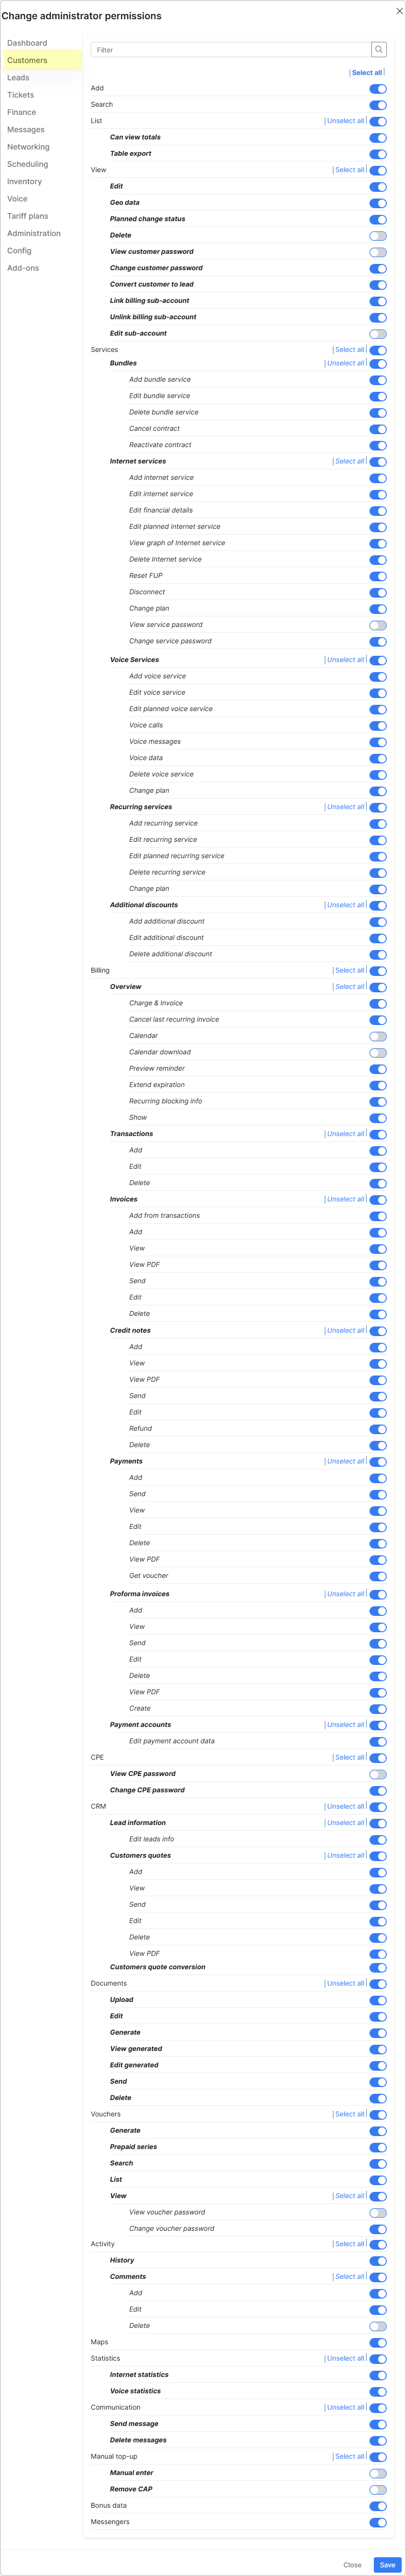 Change administrator permissions
Dashboard
Customers
Leads
Tickets
Finance
Messages
Networking
Scheduling
Inventory
Voice
Tariff plans
Administration
Config
Add-ons
Filter
Select all
Add
Search
List Unselect all
Can view totals
Table export
View Select all
Edit
Geo data
Planned change status
Delete
View customer password
Change customer password
Convert customer to lead
Link billing sub-account
Unlink billing sub-account
Edit sub-account
Services Select all
Bundles Unselect all
Add bundle service
Edit bundle service
Delete bundle service
Cancel contract
Reactivate contract
Internet services Select all
Add internet service
Edit internet service
Edit financial details
Edit planned internet service
View graph of Internet service
Delete Internet service
Reset FUP
Disconnect
Change plan
View service password
Change service password
Voice Services Unselect all
Add voice service
Edit voice service
Edit planned voice service
Voice calls
Voice messages
Voice data
Delete voice service
Change plan
Recurring services Unselect all
Add recurring service
Edit recurring service
Edit planned recurring service
Delete recurring service
Change plan
Additional discounts Unselect all
Add additional discount
Edit additional discount
Delete additional discount
Billing Select all
Overview Select all
Charge & Invoice
Cancel last recurring invoice
Calendar
Calendar download
Preview reminder
Extend expiration
Recurring blocking info
Show
Transactions Unselect all
Add
Edit
Delete
Invoices Unselect all
Add from transactions
Add
View
View PDF
Send
Edit
Delete
Credit notes Unselect all
Add
View
View PDF
Send
Edit
Refund
Delete
Payments Unselect all
Add
Send
View
Edit
Delete
View PDF
Get voucher
Proforma invoices Unselect all
Add
View
Send
Edit
Delete
View PDF
Create
Payment accounts Unselect all
Edit payment account data
CPE Select all
View CPE password
Change CPE password
CRM Unselect all
Lead information Unselect all
Edit leads info
Customers quotes Unselect all
Add
View
Send
Edit
Delete
View PDF
Customers quote conversion
Documents Unselect all
Upload
Edit
Generate
View generated
Edit generated
Send
Delete
Vouchers Select all
Generate
Prepaid series
Search
List
View Select all
View voucher password
Change voucher password
Activity Select all
History
Comments Select all
Add
Edit
Delete
Maps
Statistics Unselect all
Internet statistics
Voice statistics
Communication Unselect all
Send message
Delete messages
Manual top-up Select all
Manual enter
Remove CAP
Bonus data
Messengers
Close Save